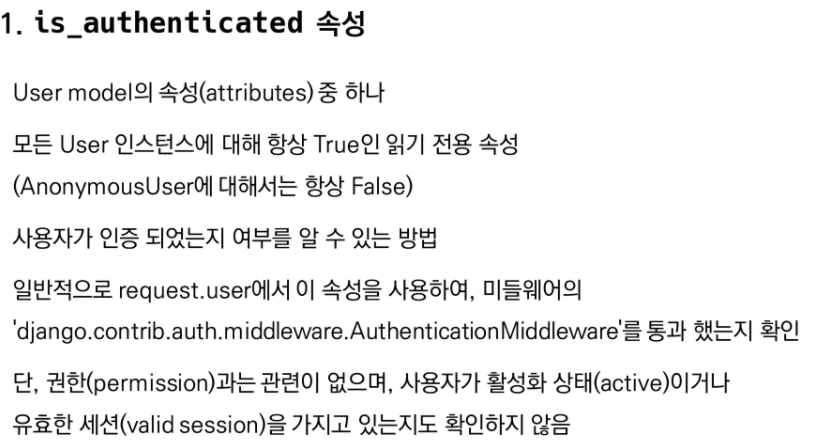 1. is_authenticated 속성
User model의 속성(attributes) 중 하나
모든 User 인스턴스에 대해 항상 True인 읽기 전용 속성
(AnonymousUser에 대해서는 항상 False)
사용자가 인증 되었는지 여부를 알 수 있는 방법
일반적으로 request.user에서 이 속성을 사용하여, 미들웨어의
'django.contrib.auth.middleware.AuthenticationMiddleware'를 통과 했는지 확인
단, 권한(permission)과는 관련이 없으며, 사용자가 활성화 상태(active)이거나
유효한 세션(valid session)을 가지고 있는지도 확인하지 않음